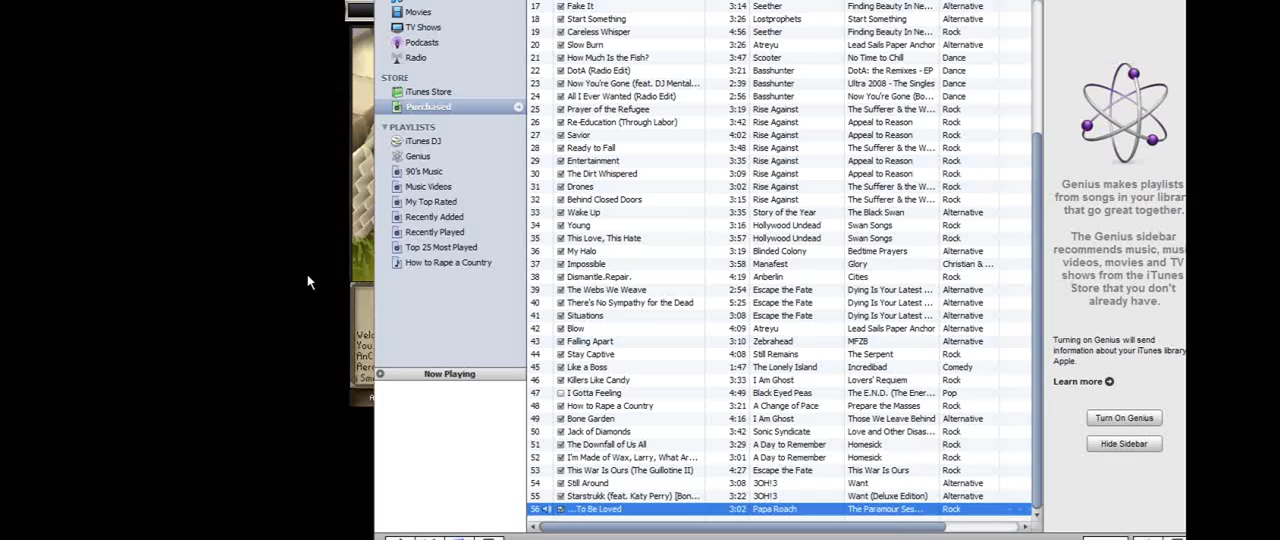 Movies
TV Shows
Podcasts
Radio
STORE
iTunes Store
Purchased
PLAYLISTS
iTunes DJ
Genius
90's Music
Music Videos
My Top Rated
Recently Added
Recently Played
Top 25 Most Played
How to Rape a Country
Now Playing
17 Fake It 3:14 Seether Finding Beauty In Ne... Alternative
18 Start Something 3:26 Lostprophets Start Something Alternative
19 Careless Whisper 4:56 Seether Finding Beauty In Ne... Rock
20 Slow Burn 3:26 Atreyu Lead Sails Paper Anchor Alternative
21 How Much Is the Fish? 3:47 Scooter No Time to Chill Dance
22 DotA (Radio Edit) 3:21 Basshunter DotA: the Remixes - EP Dance
23 Now You're Gone (feat. DJ Mental... 2:39 Basshunter Ultra 2008 - The Singles Dance
24 All I Ever Wanted (Radio Edit) 2:56 Basshunter Now You're Gone (Bo... Dance
25 Prayer of the Refugee 3:19 Rise Against The Sufferer & the W... Rock
26 Re-Education (Through Labor) 3:42 Rise Against Appeal to Reason Rock
27 Savior 4:02 Rise Against Appeal to Reason Rock
28 Ready to Fall 3:48 Rise Against The Sufferer & the W... Rock
29 Entertainment 3:35 Rise Against Appeal to Reason Rock
30 The Dirt Whispered 3:09 Rise Against Appeal to Reason Rock
31 Drones 3:02 Rise Against The Sufferer & the W... Rock
32 Behind Closed Doors 3:15 Rise Against The Sufferer & the W... Rock
33 Wake Up 3:35 Story of the Year The Black Swan Alternative
34 Young 3:16 Hollywood Undead Swan Songs Rock
35 This Love, This Hate 3:57 Hollywood Undead Swan Songs Rock
36 My Halo 3:19 Blinded Colony Bedtime Prayers Alternative
37 Impossible 3:58 Manafest Glory Christian & ...
38 Dismantle.Repair. 4:19 Anberlin Cities Rock
39 The Webs We Weave 2:54 Escape the Fate Dying Is Your Latest ... Alternative
40 There's No Sympathy for the Dead 5:25 Escape the Fate Dying Is Your Latest ... Alternative
41 Situations 3:08 Escape the Fate Dying Is Your Latest ... Alternative
42 Blow 4:09 Atreyu Lead Sails Paper Anchor Alternative
43 Falling Apart 3:10 Zebrahead MFZB Alternative
44 Stay Captive 4:08 Still Remains The Serpent Rock
45 Like a Boss 1:47 The Lonely Island Incredibad Comedy
46 Killers Like Candy 3:33 I Am Ghost Lovers' Requiem Rock
47 I Gotta Feeling 4:49 Black Eyed Peas The E.N.D. (The Ener... Pop
48 How to Rape a Country 3:21 A Change of Pace Prepare the Masses Rock
49 Bone Garden 4:16 I Am Ghost Those We Leave Behind Alternative
50 Jack of Diamonds 3:42 Sonic Syndicate Love and Other Disas... Rock
51 The Downfall of Us All 3:29 A Day to Remember Homesick Rock
52 I'm Made of Wax, Larry, What Ar... 3:01 A Day to Remember Homesick Rock
53 This War Is Ours (The Guillotine II) 4:27 Escape the Fate This War Is Ours Rock
54 Still Around 3:08 3OH!3 Want Alternative
55 Starstrukk (feat. Katy Perry) [Bon... 3:22 3OH!3 Want (Deluxe Edition) Alternative
56 ...To Be Loved 3:02 Papa Roach The Paramour Ses... Rock
Genius makes playlists
from songs in your librar
that go great together.
The Genius sidebar
recommends music, mus
videos, movies and TV
shows from the iTunes
Store that you don't
already have.
Turning on Genius will send
information about your iTunes library
Apple.
Learn more
Turn On Genius
Hide Sidebar